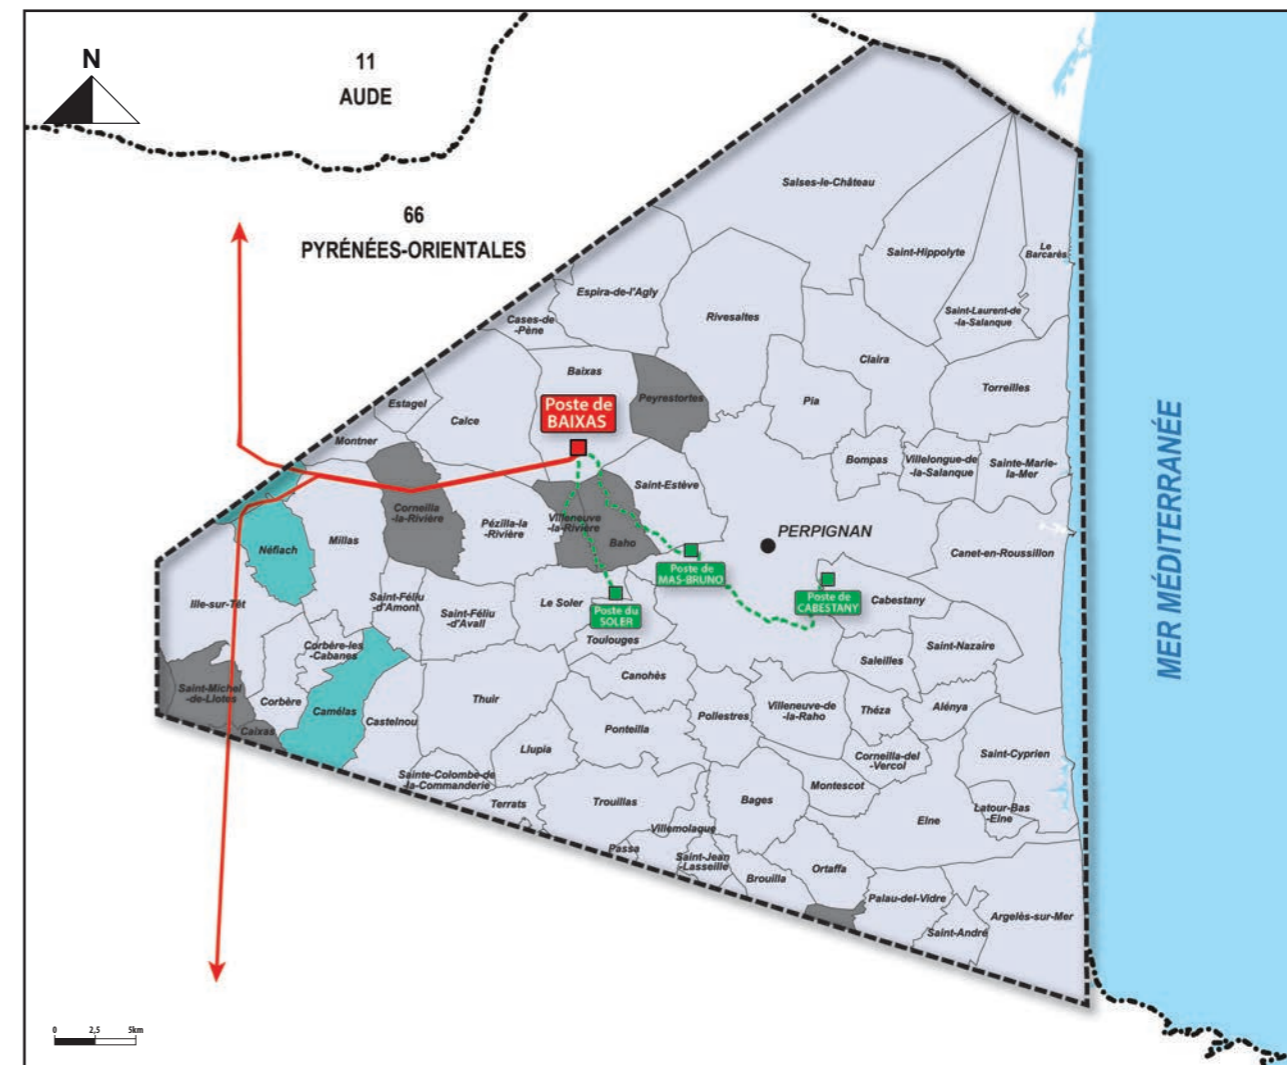 N
11
AUDE
66
PYRÉNÉES-ORIENTALES
Salses-le-Château
Saint-Hippolyte
Le
Barcarès
Espira-de-l'Agly
Cases-de
-Pène
Rivesaltes
Saint-Laurent-de
-la-Salanque
Claira
Torreilles
Baixas
Peyrestortes
Estagel
Calce
Pia
Poste de
BAIXAS
Montner
Bompas
Villelongue-de
-la-Salanque
Sainte-Marie-
la-Mer
Saint-Estève
Corneilla
-la-Rivière
Pézilla-la
-Rivière
Villeneuve
-la-Rivière
Baho
Néfiach
Millas
PERPIGNAN
Canet-en-Roussillon
MER MÉDITERRANÉE
Poste de
MAS-BRUNO
Poste de
CABESTANY
Cabestany
Ille-sur-Têt
Saint-Féliu
-d'Amont
Saint-Féliu
-d'Avall
Le Soler
Poste du
SOLER
Toulouges
Corbère-les
-Cabanes
Saint-Nazaire
Saleilles
Canohès
Saint-Michel
-de-Llotes
Corbère
Camélas
Castelnou
Thuir
Ponteilla
Pollestres
Villeneuve-de
-la-Raho
Théza
Alénya
Caixas
Llupia
Corneilla-del
-Vercol
Saint-Cyprien
Sainte-Colombe-de
-la-Commanderie
Montescot
Terrats
Trouillas
Bages
Latour-Bas
-Elne
Elne
Villemolaque
Passa
Saint-Jean
-Lasseille
Brouilla
Ortaffa
Palau-del-Vidre
Argelès-sur-Mer
Saint-André
0 2,5 5km